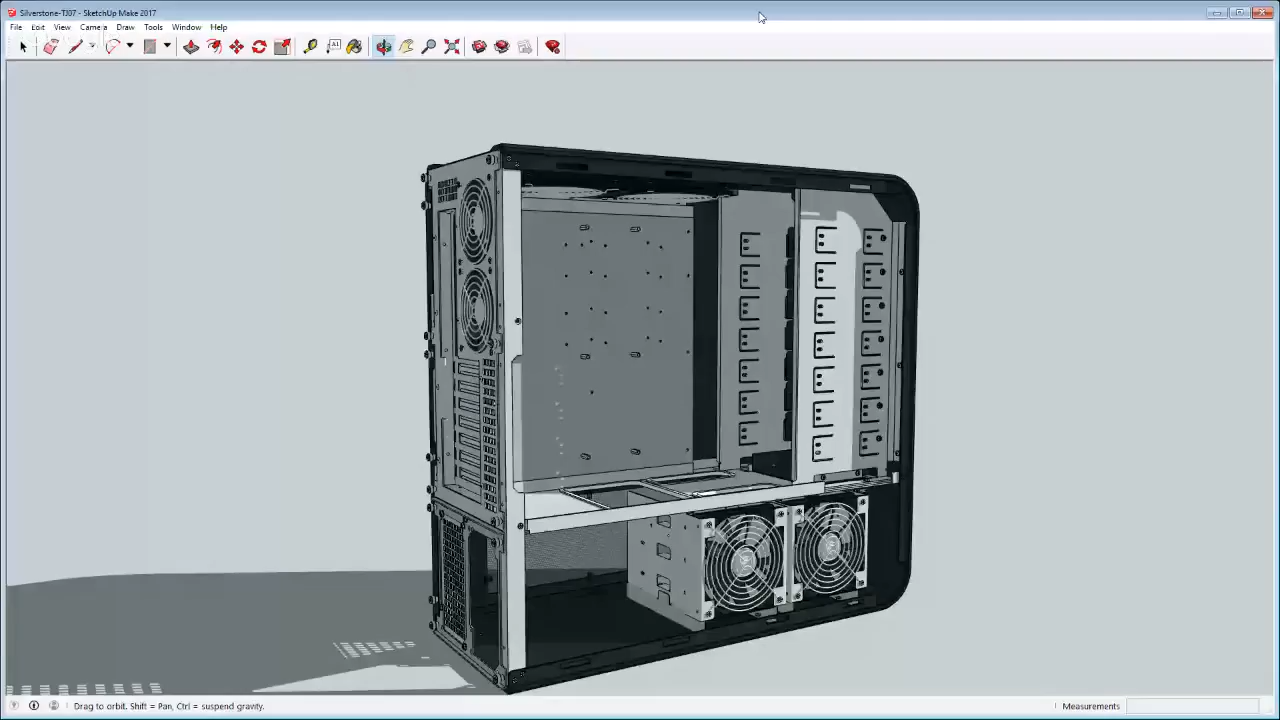 Silverstone-TJ07 - SketchUp Make 2017
File Edit View Camera Draw Tools Window Help
A1
Drag to orbit. Shift = Pan, Ctrl = suspend gravity.
Measurements